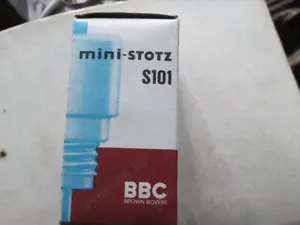 mini-STOTZ
S101
BBC
BROWN BOVERI